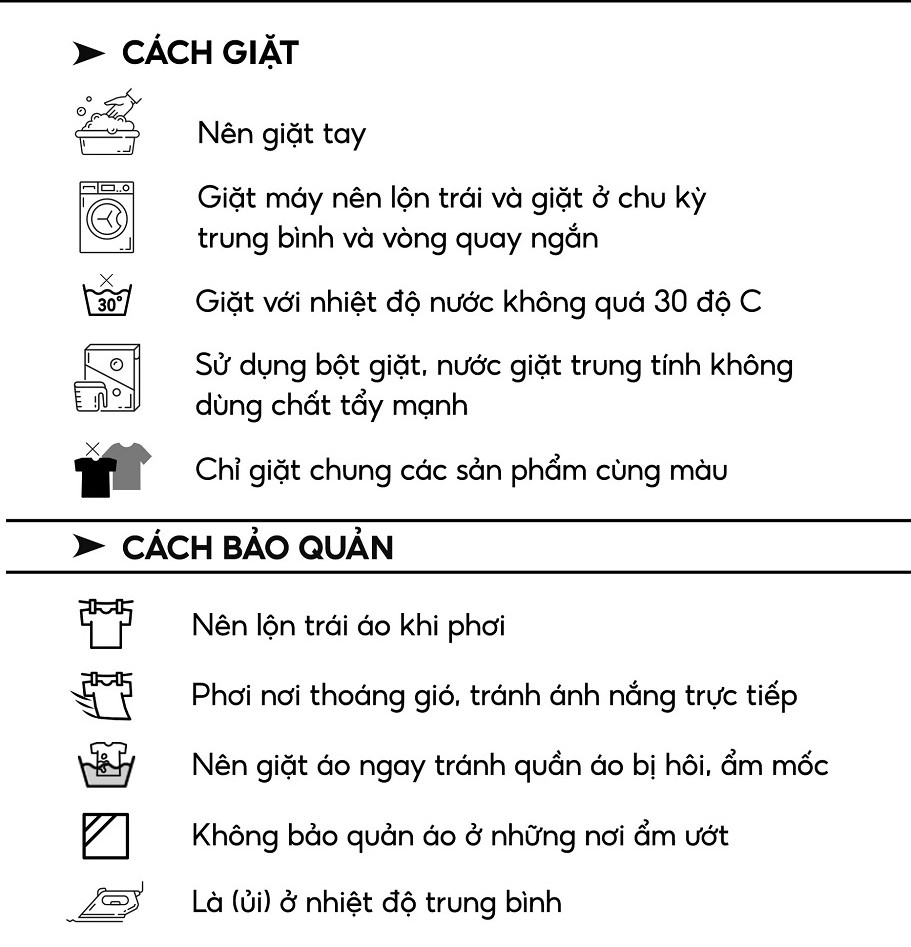 CÁCH GIẶT
Nên giặt tay
Giặt máy nên lộn trái và giặt ở chu kỳ
trung bình và vòng quay ngắn
30°
Giặt với nhiệt độ nước không quá 30 độ C
Sử dụng bột giặt, nước giặt trung tính không
dùng chất tẩy mạnh
Chỉ giặt chung các sản phẩm cùng màu
CÁCH BẢO QUẢN
Nên lộn trái áo khi phơi
Phơi nơi thoáng gió, tránh ánh nắng trực tiếp
Nên giặt áo ngay tránh quần áo bị hôi, ẩm mốc
Không bảo quản áo ở những nơi ẩm ướt
Là (ủi) ở nhiệt độ trung bình